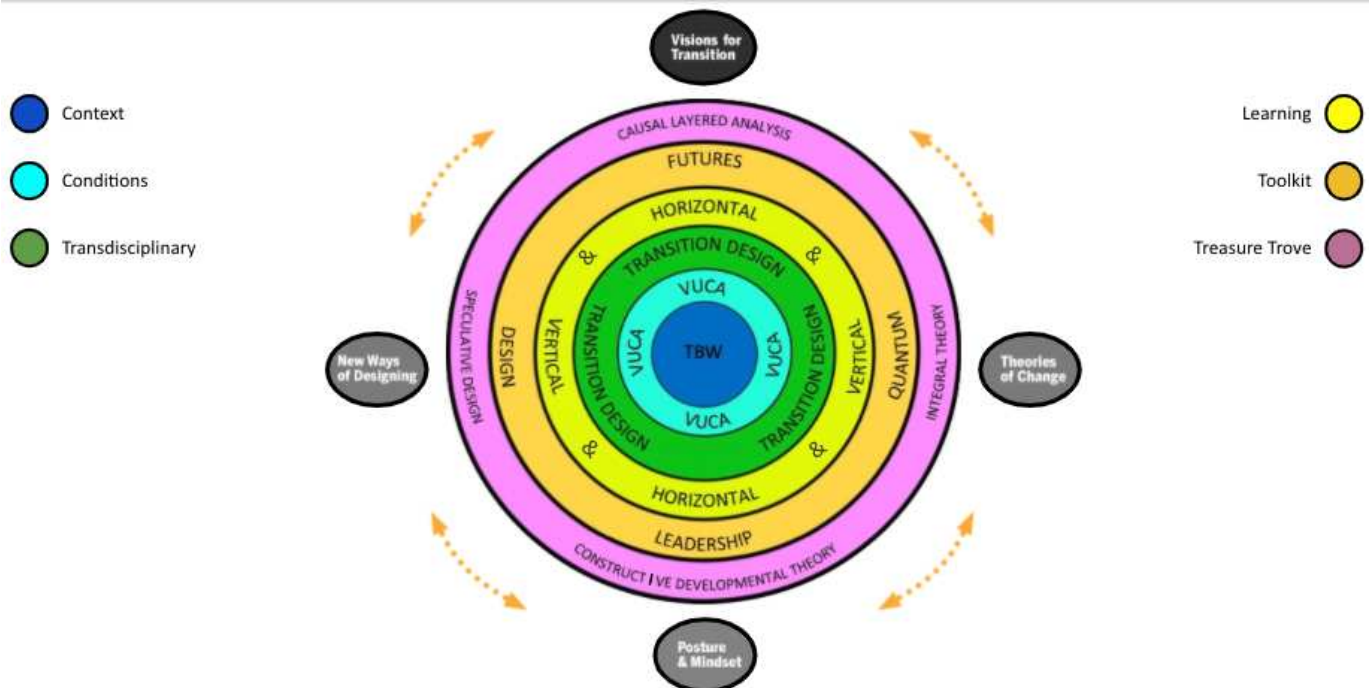 Visions for
Transition
Context
Conditions
Transdisciplinary
Learning
Toolkit
Treasure Trove
CAUSAL LAYERED ANALYSIS
SPECULATIVE DESIGN
INTEGRAL THEORY
CONSTRUCTIVE DEVELOPMENTAL THEORY
FUTURES
DESIGN
QUANTUM
LEADERSHIP
HORIZONTAL
&
&
VERTICAL
VERTICAL
&
&
HORIZONTAL
TRANSITION DESIGN
TRANSITION DESIGN
TRANSITION DESIGN
VUCA
VUCA
VUCA
VUCA
TBW
New Ways
of Designing
Theories
of Change
Posture
& Mindset